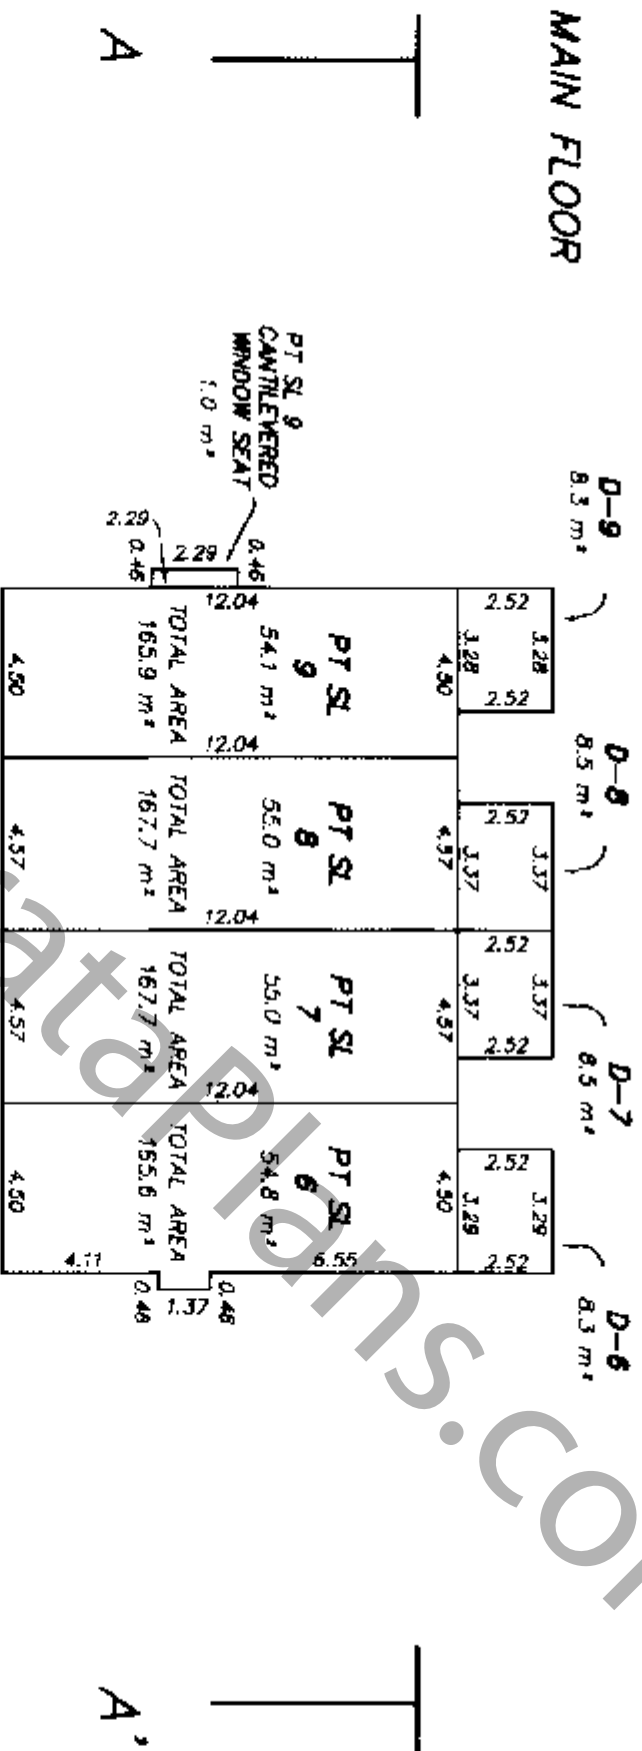 MAIN FLOOR
A
D-9
8.3 m²
D-8
8.5 m²
D-7
8.5 m²
D-6
8.3 m²
PT SL 9
CANTILEVERED
WINDOW SEAT
1.0 m²
2.29
0.46
2.29
0.46
2.52
3.28
3.28
2.52
2.52
3.37
3.37
2.52
3.37
3.37
2.52
2.52
3.29
3.29
2.52
12.04
4.50
PT SL
9
54.1 m²
TOTAL AREA
165.9 m²
4.50
12.04
4.57
PT SL
8
55.0 m²
TOTAL AREA
167.7 m²
4.57
12.04
4.57
PT SL
7
55.0 m²
TOTAL AREA
167.7 m²
4.57
12.04
4.50
PT SL
6
54.8 m²
TOTAL AREA
4.50
6.55
4.11
0.46
1.37
0.46
A'
taPlans.co